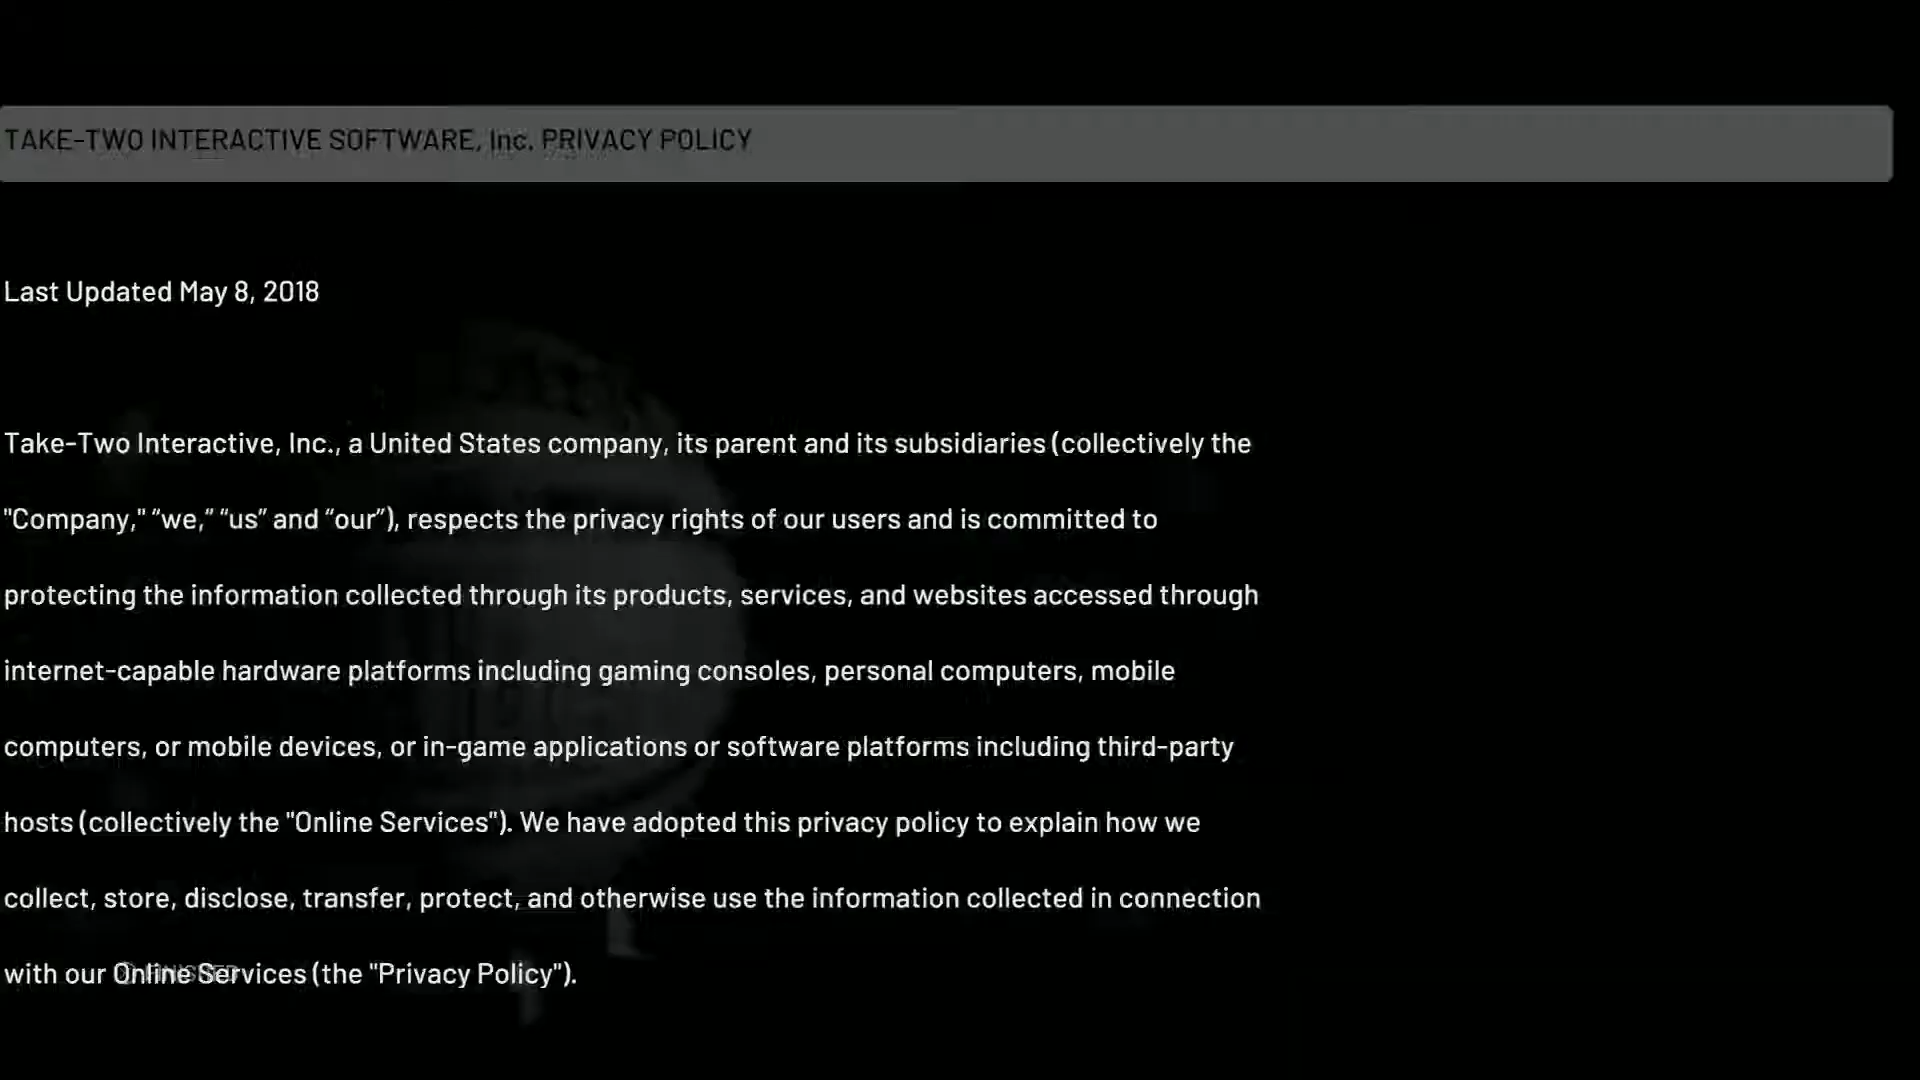 TAKE-TWO INTERACTIVE SOFTWARE, Inc. PRIVACY POLICY
Last Updated May 8, 2018
Take-Two Interactive, Inc., a United States company, its parent and its subsidiaries (collectively the
"Company," “we,” “us” and “our”), respects the privacy rights of our users and is committed to
protecting the information collected through its products, services, and websites accessed through
internet-capable hardware platforms including gaming consoles, personal computers, mobile
computers, or mobile devices, or in-game applications or software platforms including third-party
hosts (collectively the "Online Services"). We have adopted this privacy policy to explain how we
collect, store, disclose, transfer, protect, and otherwise use the information collected in connection
with our Online Services (the "Privacy Policy").
FINISHED